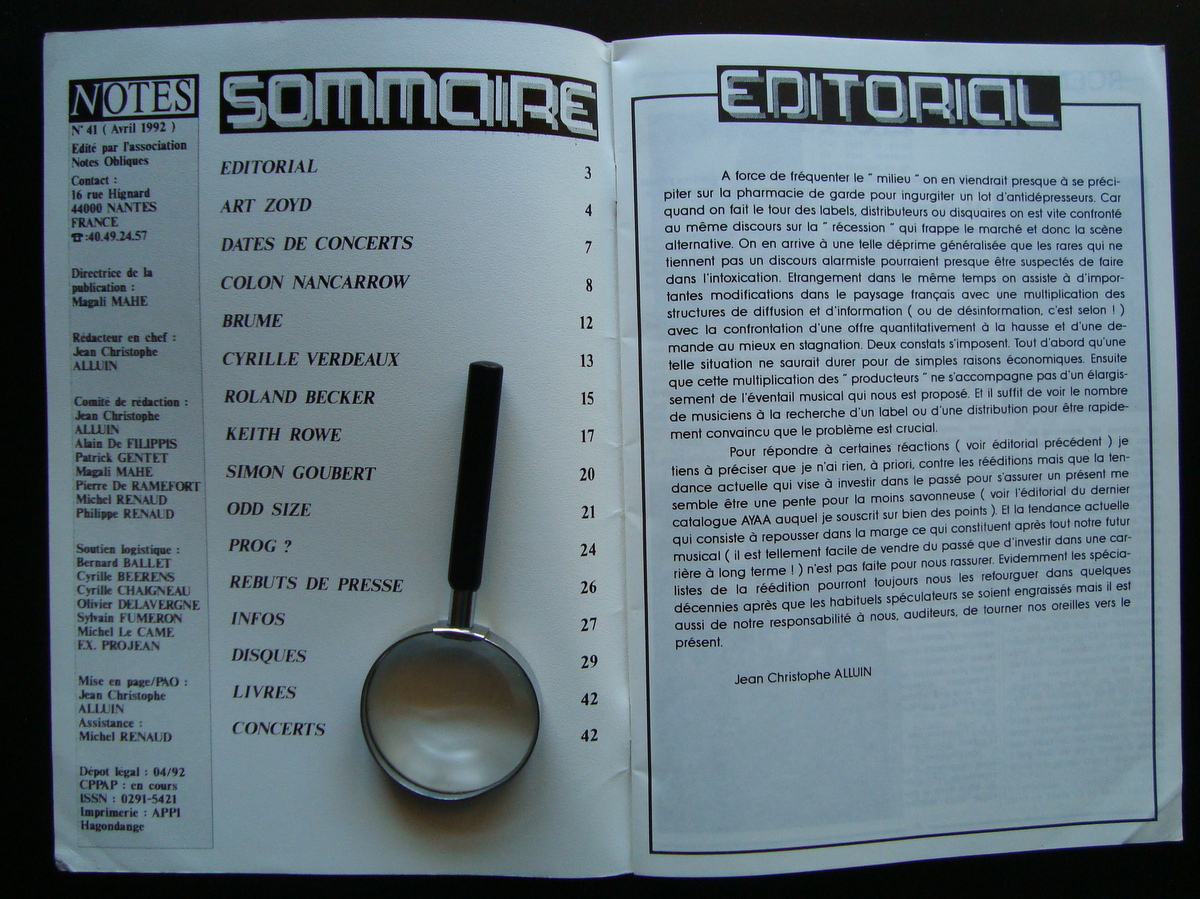 NOTES
N° 41 ( Avril 1992 )
Edité par l'association
Notes Obliques
Contact :
16 rue Hignard
44000 NANTES
FRANCE
☎:40.49.24.57
Directrice de la
publication :
Magali MAHE
Rédacteur en chef :
Jean Christophe
ALLUIN
Comité de rédaction :
Jean Christophe
ALLUIN
Alain De FILIPPIS
Patrick GENTET
Magali MAHE
Pierre De RAMEFORT
Michel RENAUD
Philippe RENAUD
Soutien logistique :
Bernard BALLET
Cyrille BEERENS
Cyrille CHAIGNEAU
Olivier DELAVERGNE
Sylvain FUMERON
Michel Le CAME
EX. PROJEAN
Mise en page/PAO :
Jean Christophe
ALLUIN
Assistance :
Michel RENAUD
Dépot légal : 04/92
CPPAP : en cours
ISSN : 0291-5421
Imprimerie : APPI
Hagondange
SOMMAIRE
EDITORIAL 3
ART ZOYD 4
DATES DE CONCERTS 7
COLON NANCARROW 8
BRUME 12
CYRILLE VERDEAUX 13
ROLAND BECKER 15
KEITH ROWE 17
SIMON GOUBERT 20
ODD SIZE 21
PROG ? 24
REBUTS DE PRESSE 26
INFOS 27
DISQUES 29
LIVRES 42
CONCERTS 42
EDITORIAL
A force de fréquenter le " milieu " on en viendrait presque à se préci-
piter sur la pharmacie de garde pour ingurgiter un lot d'antidépresseurs. Car
quand on fait le tour des labels, distributeurs ou disquaires on est vite confronté
au même discours sur la " récession " qui frappe le marché et donc la scène
alternative. On en arrive à une telle déprime généralisée que les rares qui ne
tiennent pas un discours alarmiste pourraient presque être suspectés de faire
dans l'intoxication. Etrangement dans le même temps on assiste à d'impor-
tantes modifications dans le paysage français avec une multiplication des
structures de diffusion et d'information ( ou de désinformation, c'est selon ! )
avec la confrontation d'une offre quantitativement à la hausse et d'une de-
mande au mieux en stagnation. Deux constats s'imposent. Tout d'abord qu'une
telle situation ne saurait durer pour de simples raisons économiques. Ensuite
que cette multiplication des " producteurs " ne s'accompagne pas d'un élargis-
sement de l'éventail musical qui nous est proposé. Et il suffit de voir le nombre
de musiciens à la recherche d'un label ou d'une distribution pour être rapide-
ment convaincu que le problème est crucial.
Pour répondre à certaines réactions ( voir éditorial précédent ) je
tiens à préciser que je n'ai rien, à priori, contre les rééditions mais que la ten-
dance actuelle qui vise à investir dans le passé pour s'assurer un présent me
semble être une pente pour la moins savonneuse ( voir l'éditorial du dernier
catalogue AYAA auquel je souscrit sur bien des points ). Et la tendance actuelle
qui consiste à repousser dans la marge ce qui constituent après tout notre futur
musical ( il est tellement facile de vendre du passé que d'investir dans une car-
rière à long terme ! ) n'est pas faite pour nous rassurer. Evidemment les spécia-
listes de la réédition pourront toujours nous les refourguer dans quelques
décennies après que les habituels spéculateurs se soient engraissés mais il est
aussi de notre responsabilité à nous, auditeurs, de tourner nos oreilles vers le
présent.
Jean Christophe ALLUIN